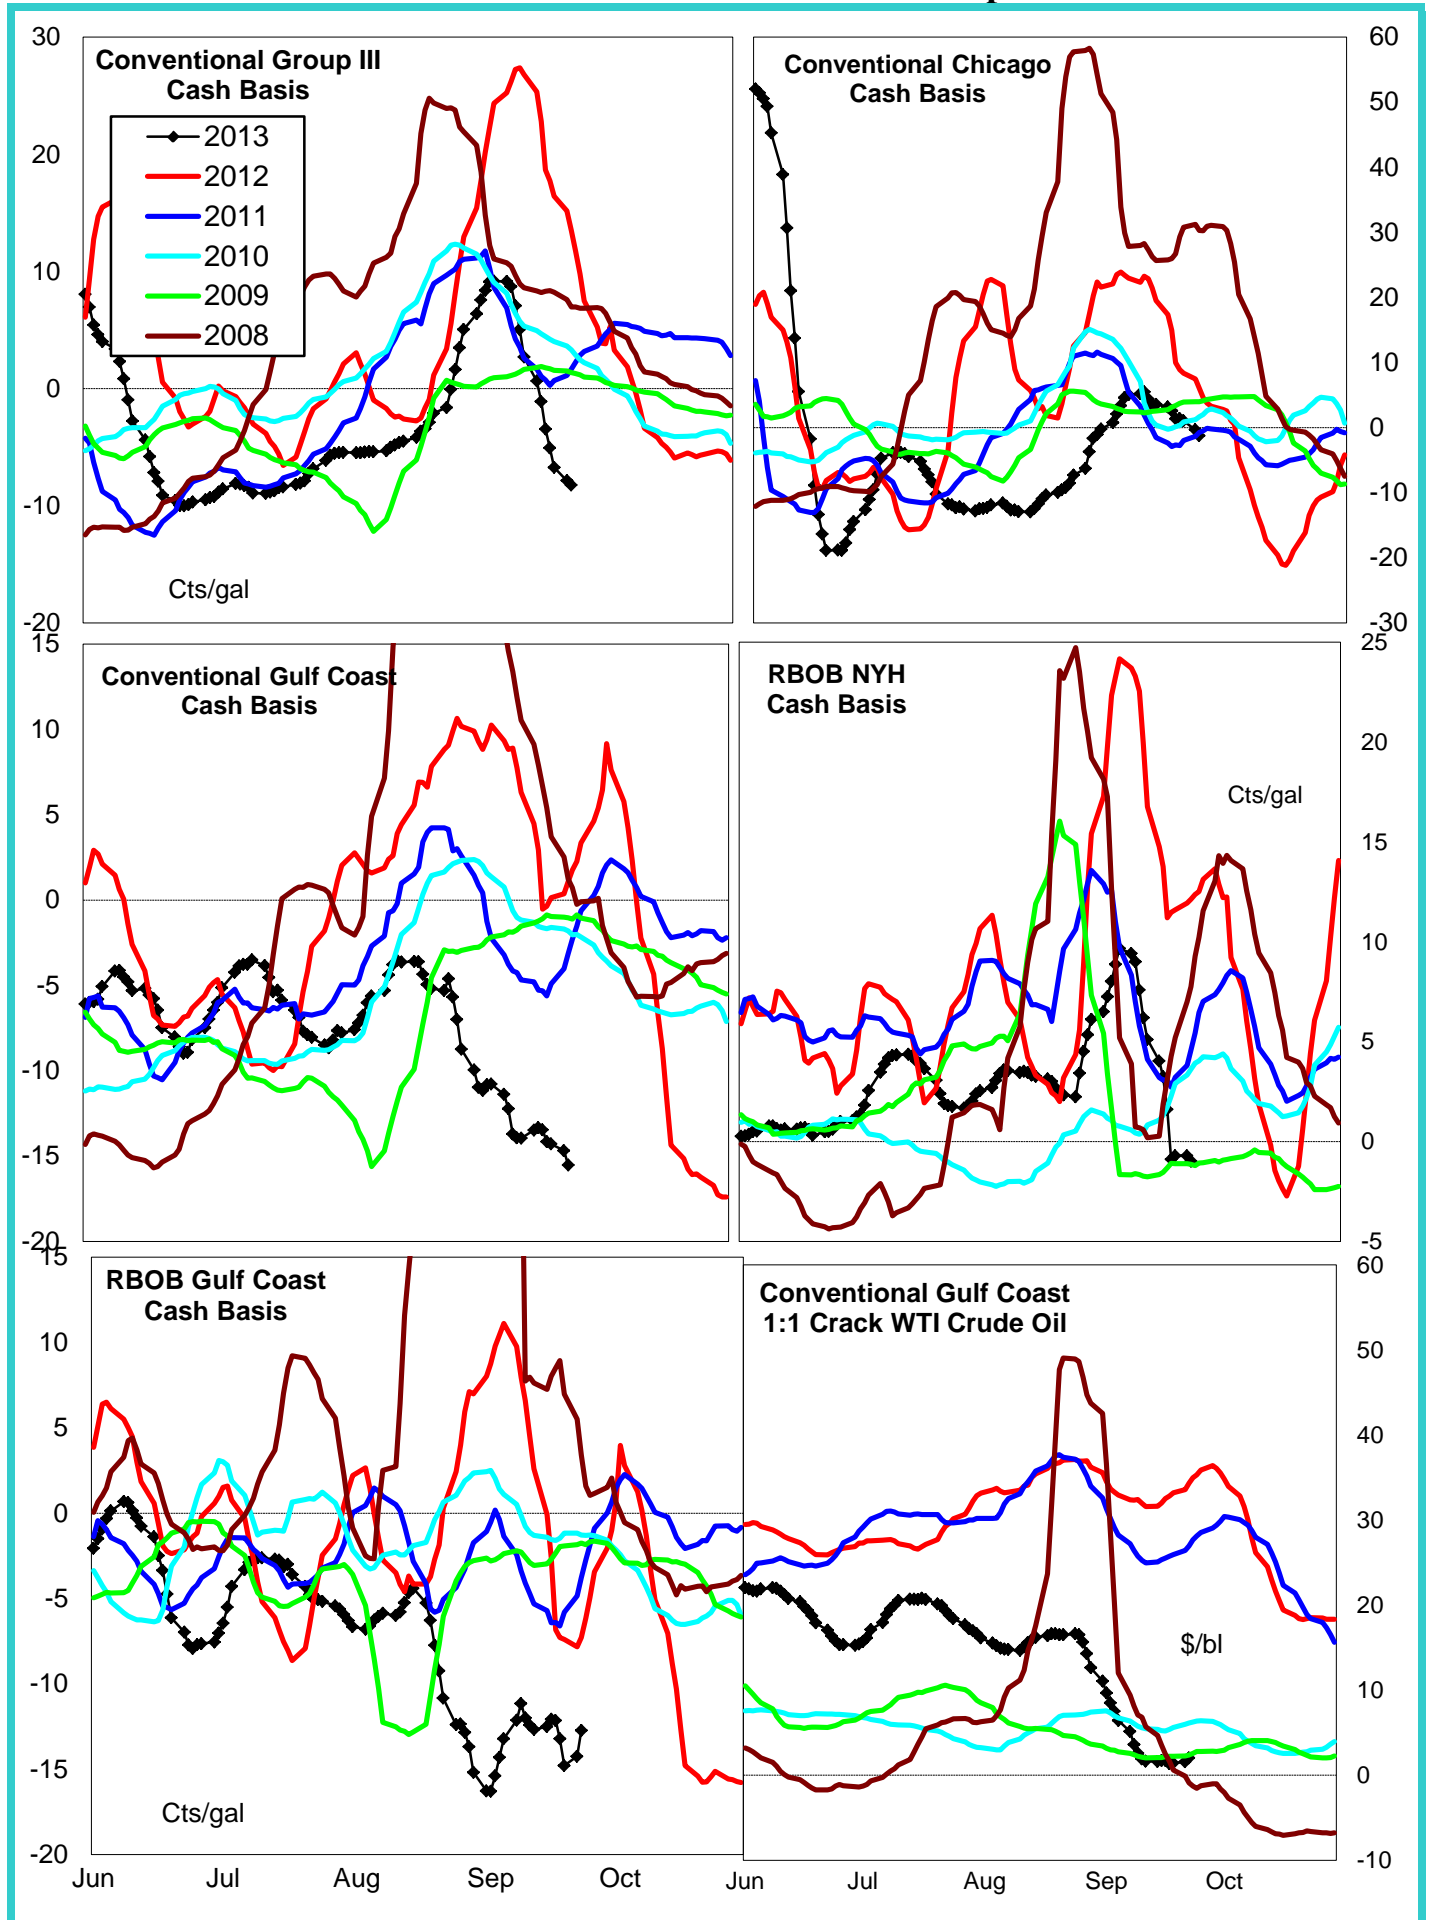 Conventional Group III
Cash Basis
2013
2012
2011
2010
2009
2008
30
20
10
0
-10
-20
Cts/gal
Conventional Chicago
Cash Basis
60
50
40
30
20
10
0
-10
-20
-30
Conventional Gulf Coast
Cash Basis
15
10
5
0
-5
-10
-15
-20
RBOB NYH
Cash Basis
Cts/gal
25
20
15
10
5
0
-5
RBOB Gulf Coast
Cash Basis
15
10
5
0
-5
-10
-15
-20
Cts/gal
Jun Jul Aug Sep Oct
Conventional Gulf Coast
1:1 Crack WTI Crude Oil
60
50
40
30
20
10
0
-10
$/bl
Jun Jul Aug Sep Oct